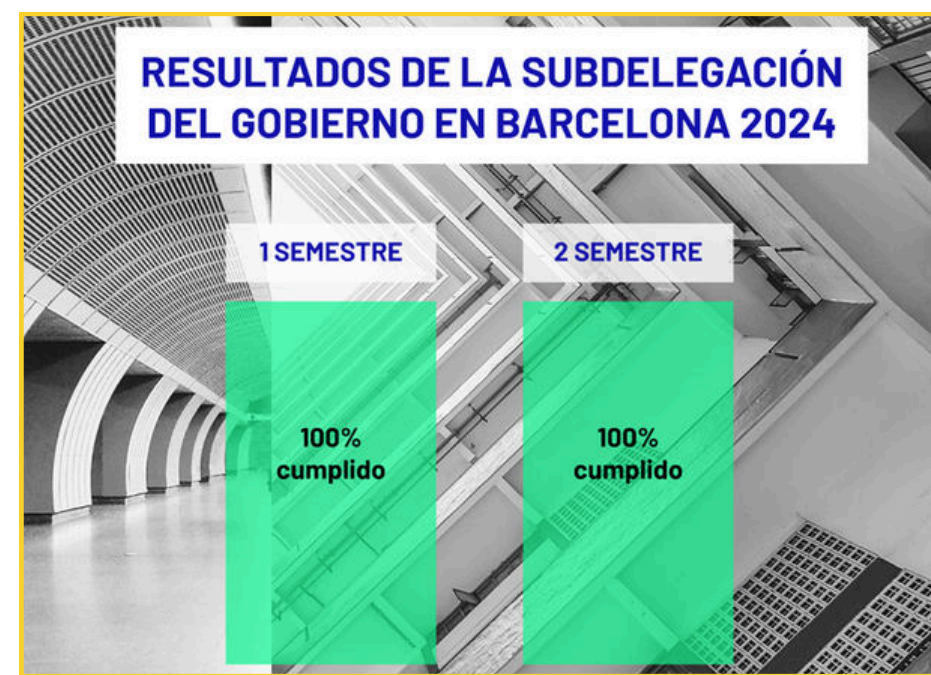 RESULTADOS DE LA SUBDELEGACIÓN
DEL GOBIERNO EN BARCELONA 2024
1 SEMESTRE
2 SEMESTRE
100%
cumplido
100%
cumplido